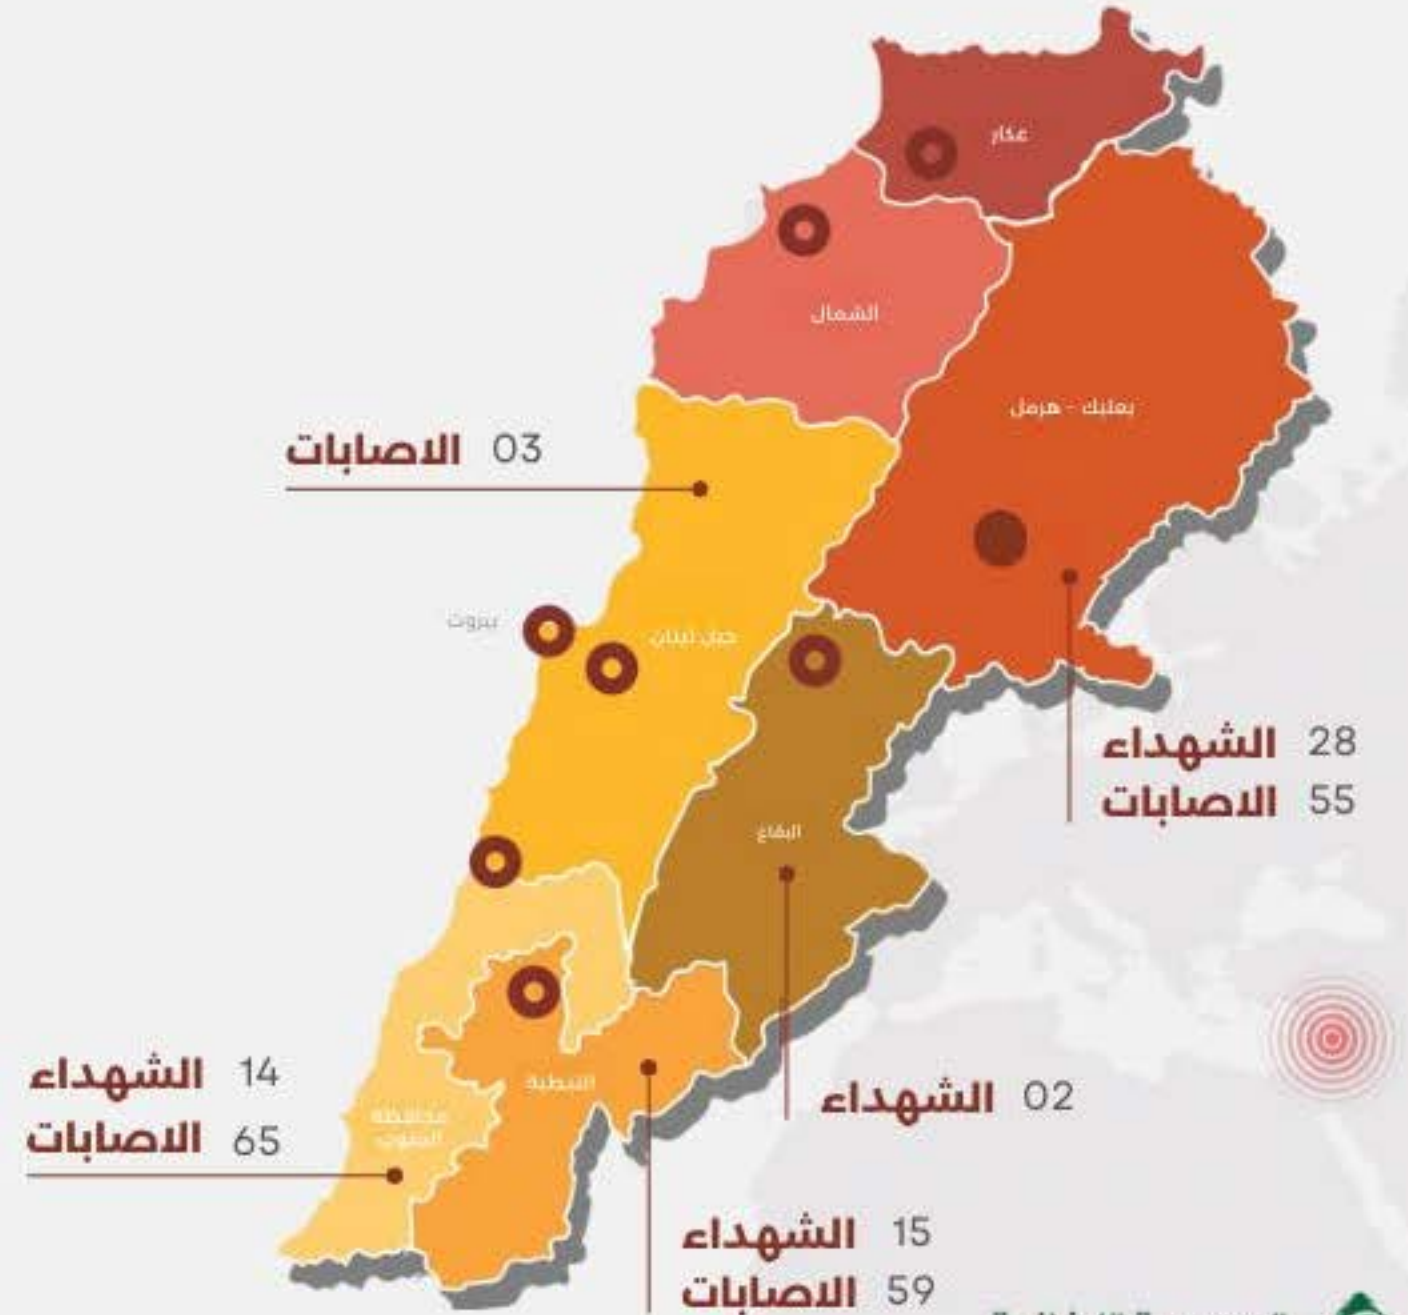 عكار
الشمال
بعلبك - هرمل
الاصابات 03
بيروت
جبل لبنان
الشهداء 28
الاصابات 55
البقاع
الشهداء 14
الاصابات 65
النبطية
محافظة
الجنوب
الشهداء 02
الشهداء 15
الاصابات 59